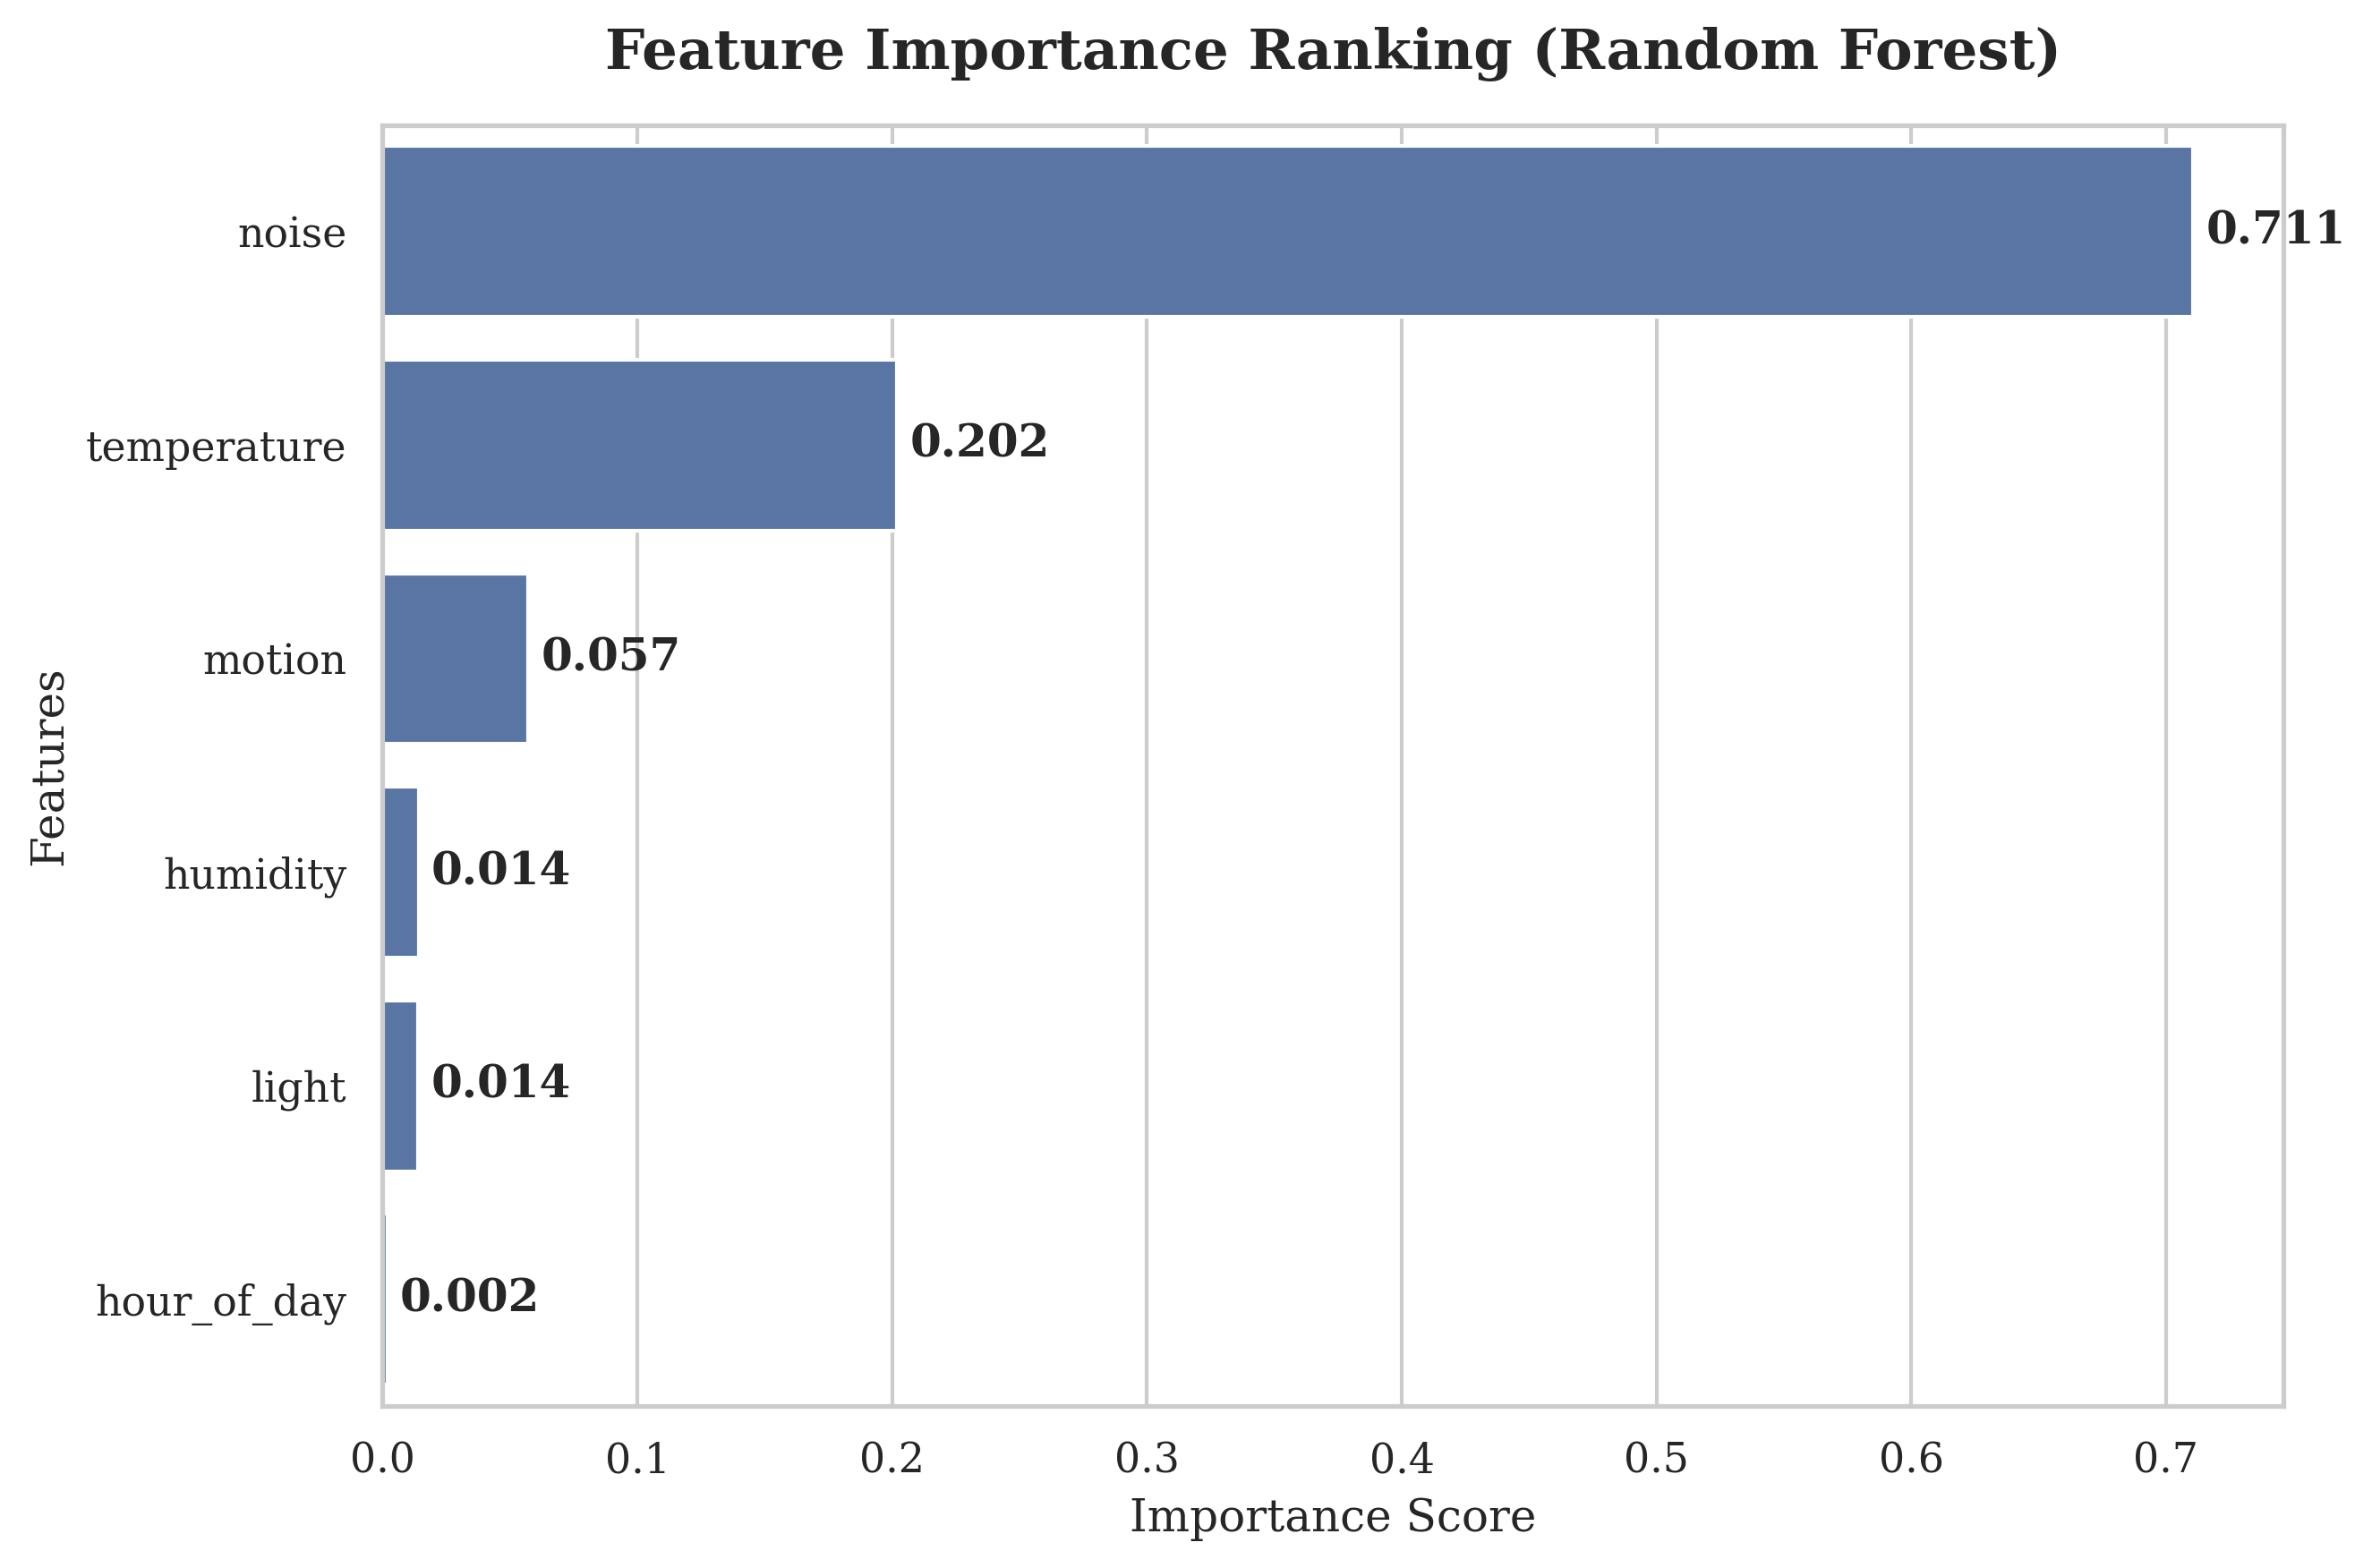 Feature Importance Ranking (Random Forest)
noise
0.711
temperature
0.202
motion
0.057
humidity
0.014
light
0.014
hour_of_day
0.002
Features
0.0 0.1 0.2 0.3 0.4 0.5 0.6 0.7
Importance Score